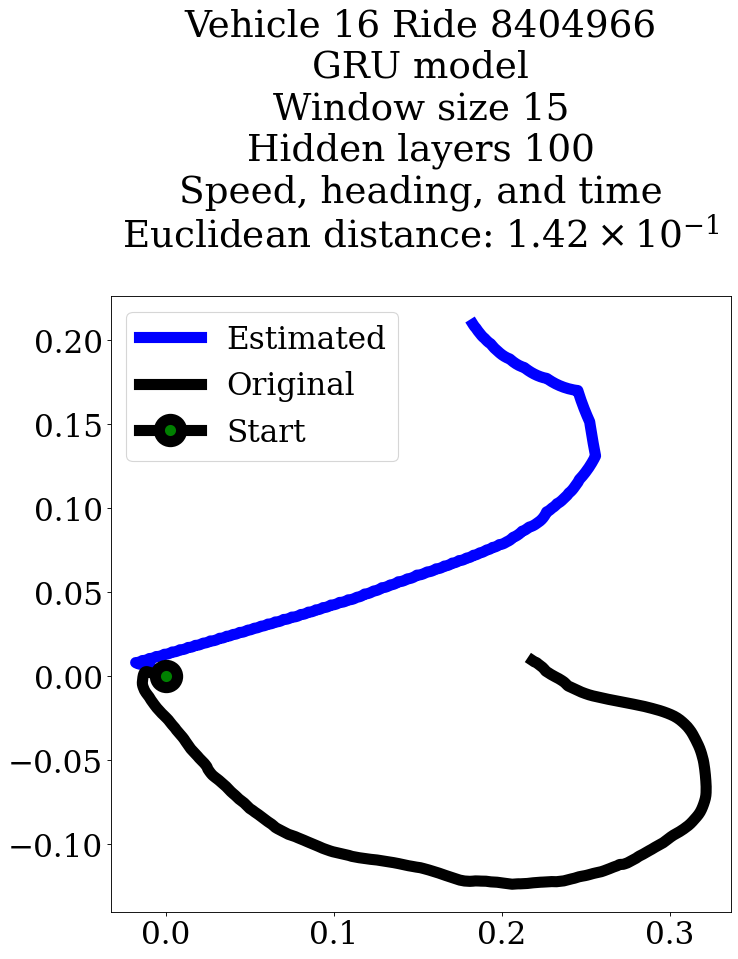 Vehicle 16 Ride 8404966
GRU model
Window size 15
Hidden layers 100
Speed, heading, and time
Euclidean distance: 1.42 × 10⁻¹
Estimated
Original
Start
0.20
0.15
0.10
0.05
0.00
−0.05
−0.10
0.0 0.1 0.2 0.3